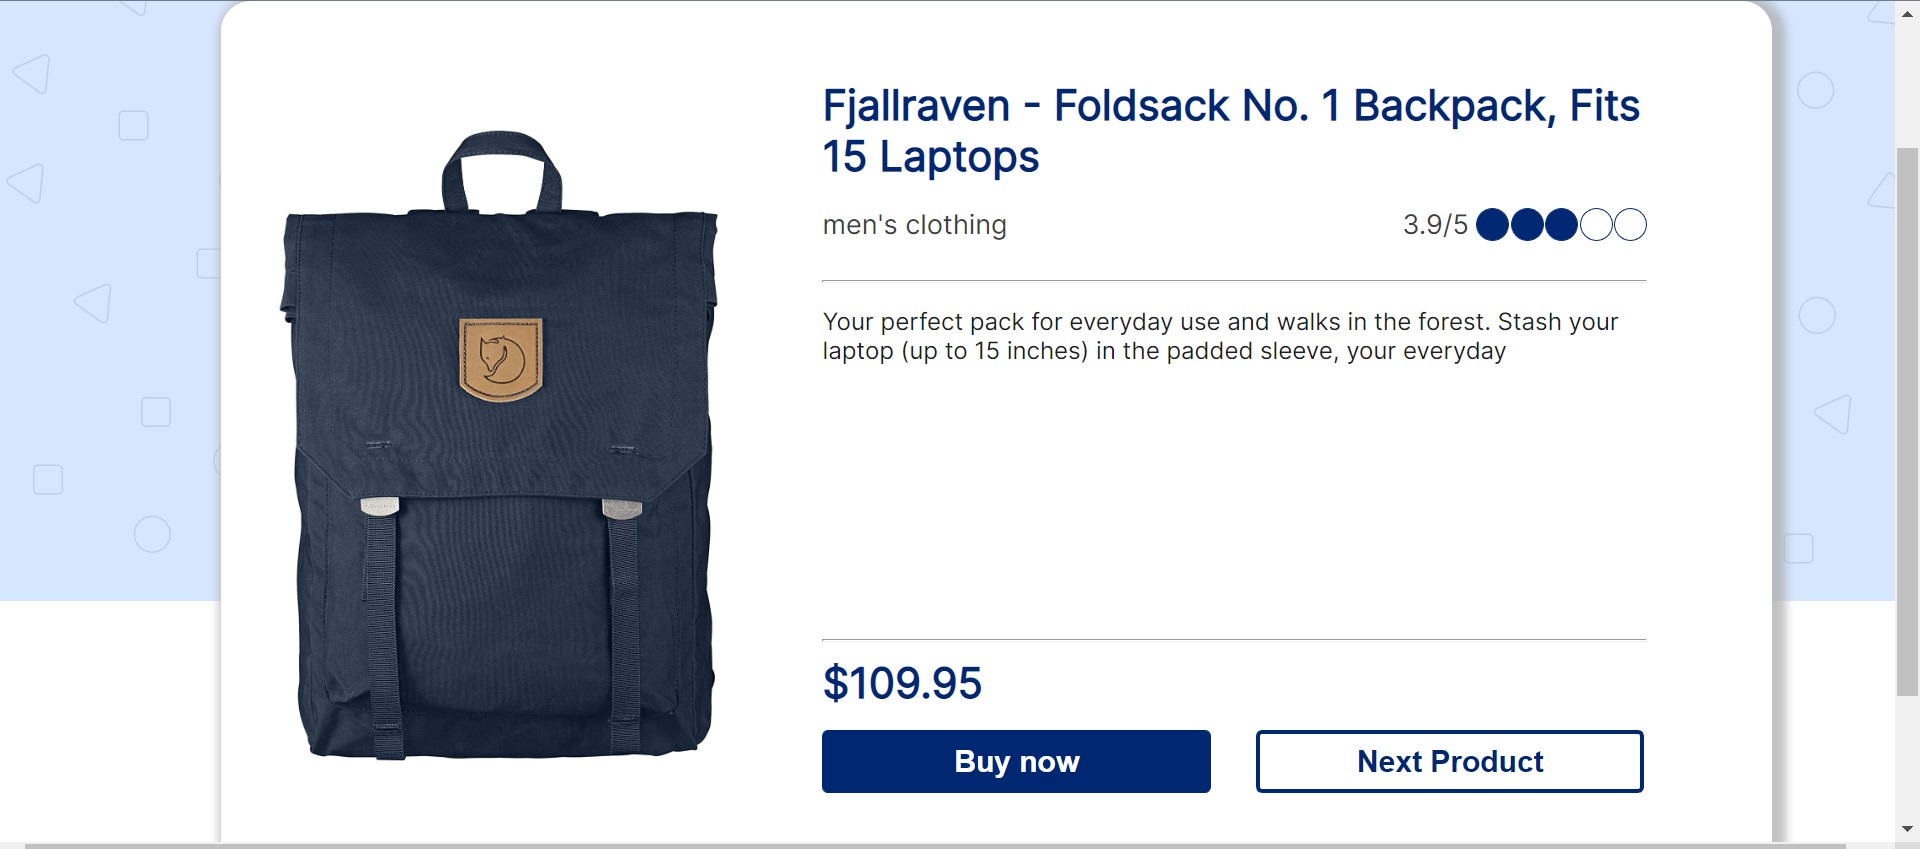 Fjallraven - Foldsack No. 1 Backpack, Fits
15 Laptops
men's clothing
3.9/5
Your perfect pack for everyday use and walks in the forest. Stash your
laptop (up to 15 inches) in the padded sleeve, your everyday
$109.95
Buy now
Next Product